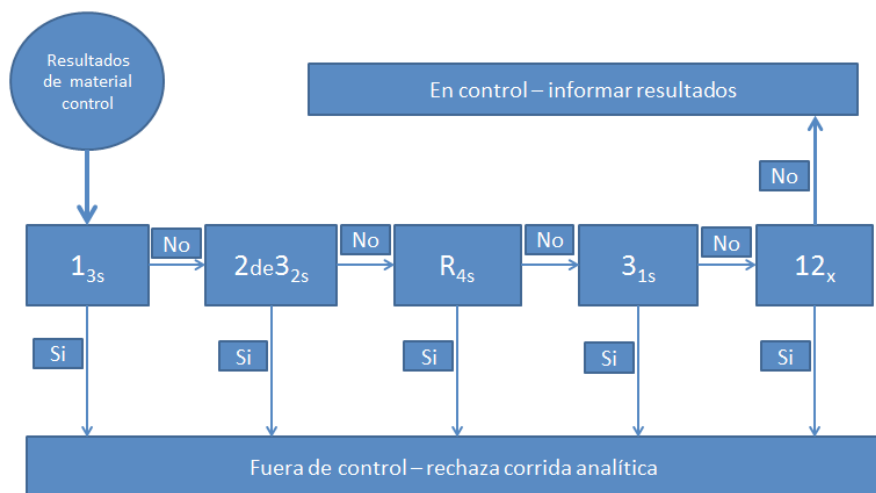 Resultados
de material
control
En control – informar resultados
No
13s
No
2de32s
No
R4s
No
31s
No
12x
Si
Si
Si
Si
Si
Fuera de control – rechaza corrida analítica